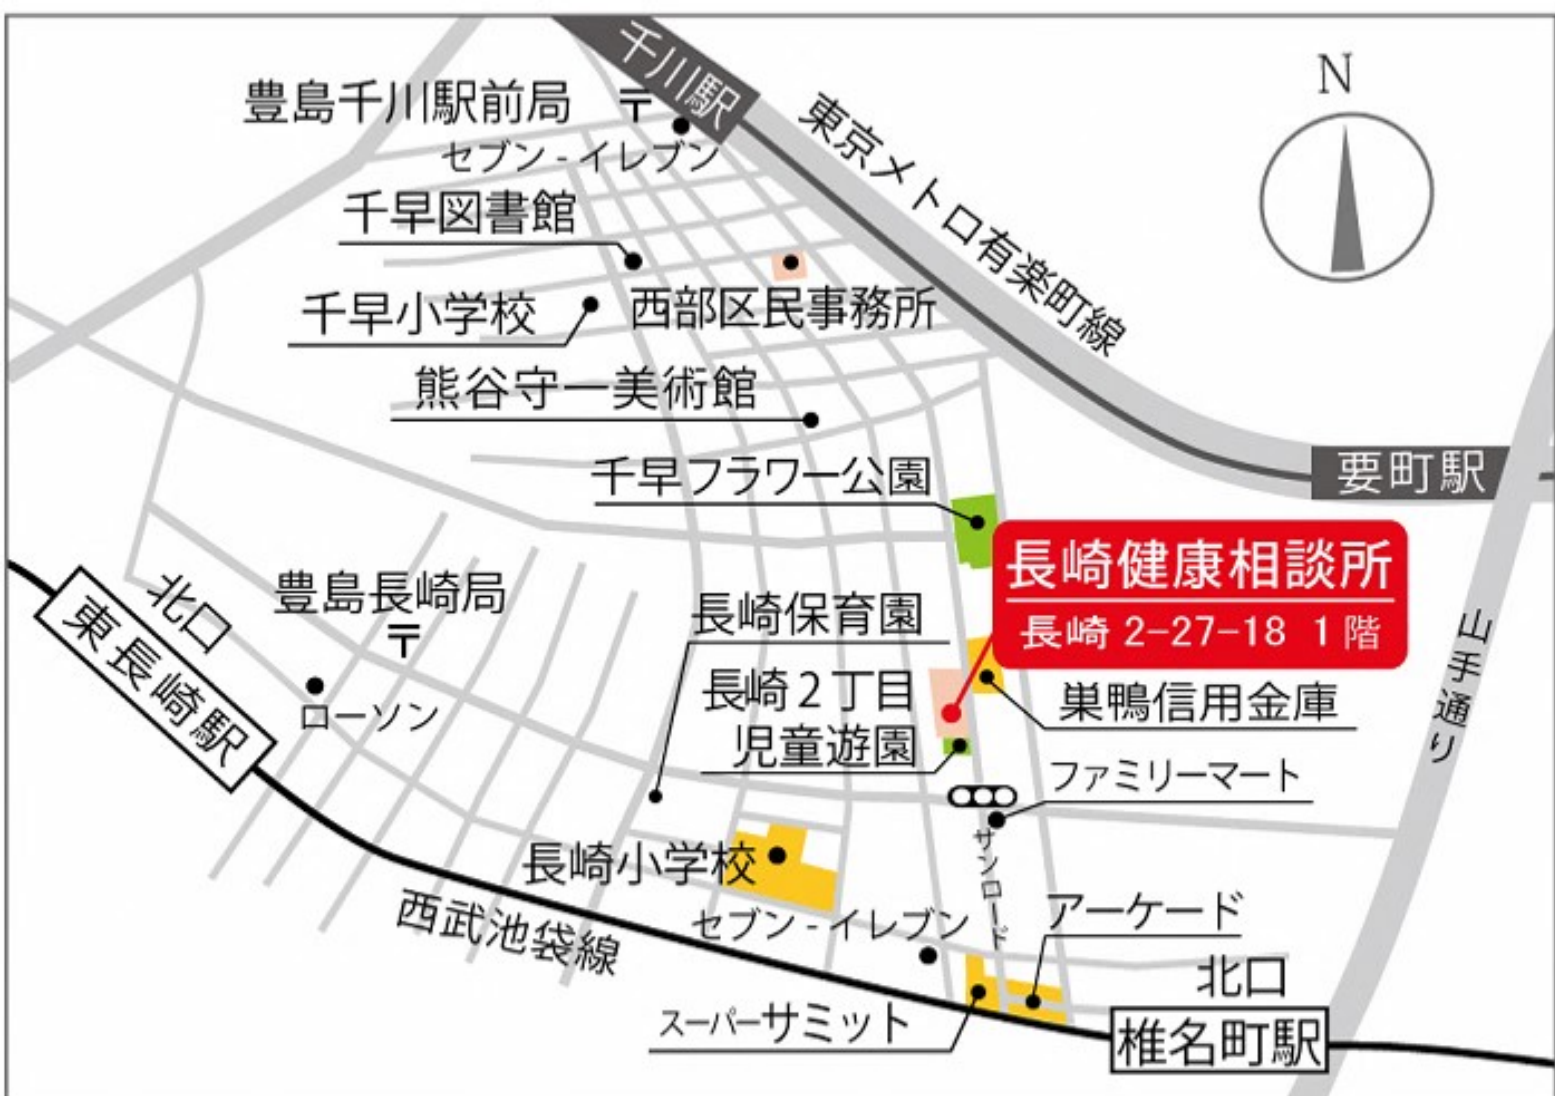 千川駅
N
豊島千川駅前局
〒
セブン-イレブン
東京メトロ有楽町線
千早図書館
千早小学校
西部区民事務所
熊谷守一美術館
千早フラワー公園
要町駅
長崎健康相談所
長崎 2-27-18 1階
北口
豊島長崎局
〒
東長崎駅
長崎保育園
山手通り
ローソン
長崎2丁目
児童遊園
巣鴨信用金庫
ファミリーマート
サンロード
長崎小学校
西武池袋線
セブン-イレブン
アーケード
北口
スーパーサミット
椎名町駅